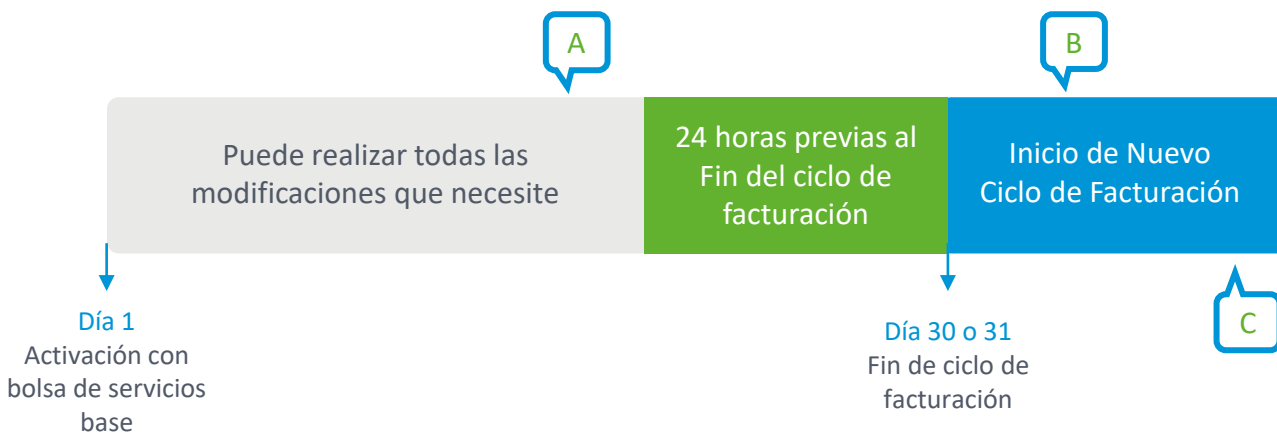 A
B
Puede realizar todas las
modificaciones que necesite
24 horas previas al
Fin del ciclo de
facturación
Inicio de Nuevo
Ciclo de Facturación
Día 1
Activación con
bolsa de servicios
base
Día 30 o 31
Fin de ciclo de
facturación
C